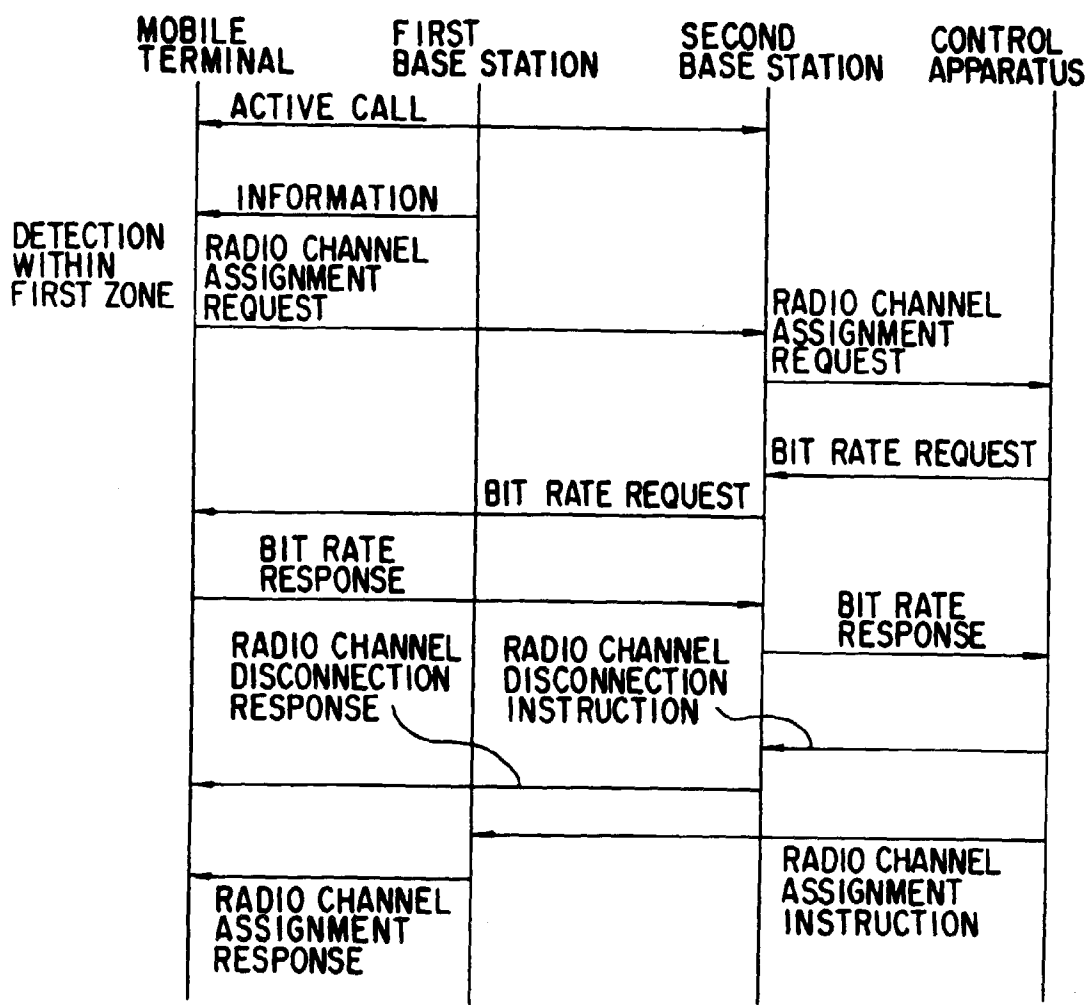 MOBILE
TERMINAL
FIRST
BASE STATION
SECOND
BASE STATION
CONTROL
APPARATUS
ACTIVE CALL
INFORMATION
DETECTION
WITHIN
FIRST ZONE
RADIO CHANNEL
ASSIGNMENT
REQUEST
RADIO CHANNEL
ASSIGNMENT
REQUEST
BIT RATE REQUEST
BIT RATE REQUEST
BIT RATE
RESPONSE
BIT RATE
RESPONSE
RADIO CHANNEL
DISCONNECTION
RESPONSE
RADIO CHANNEL
DISCONNECTION
INSTRUCTION
RADIO CHANNEL
ASSIGNMENT
INSTRUCTION
RADIO CHANNEL
ASSIGNMENT
RESPONSE